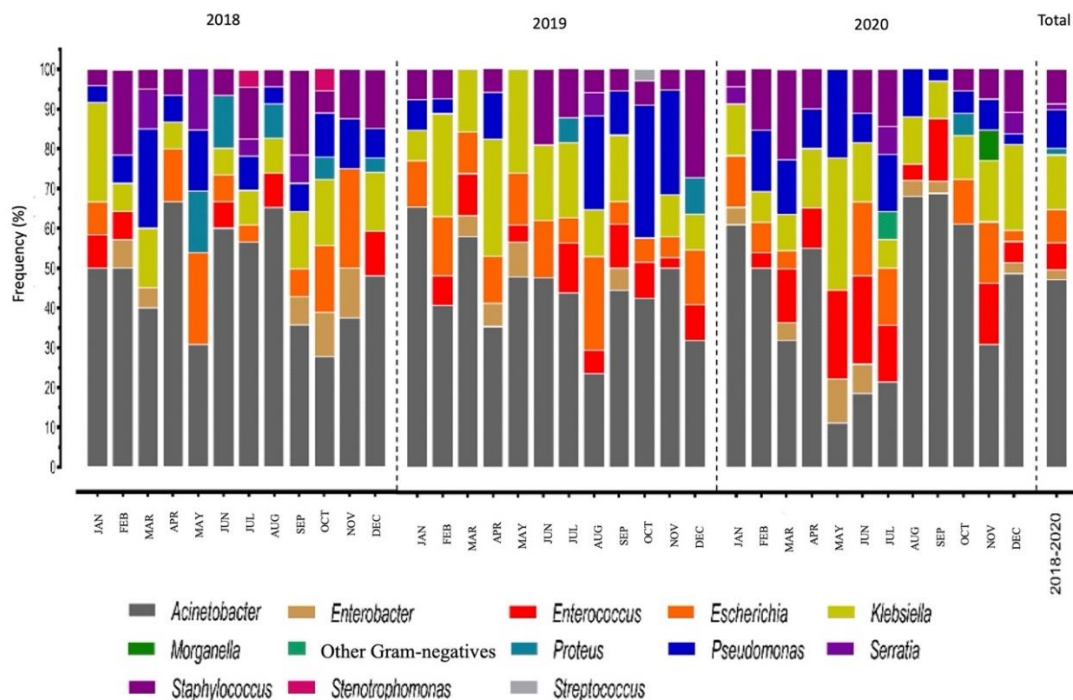 2018 2019 2020 Total
Frequency (%)
100
90
80
70
60
50
40
30
20
10
0
JAN FEB MAR APR MAY JUN JUL AUG SEP OCT NOV DEC JAN FEB MAR APR MAY JUN JUL AUG SEP OCT NOV DEC JAN FEB MAR APR MAY JUN JUL AUG SEP OCT NOV DEC 2018-2020
Acinetobacter Enterobacter Enterococcus Escherichia Klebsiella
Morganella Other Gram-negatives Proteus Pseudomonas Serratia
Staphylococcus Stenotrophomonas Streptococcus